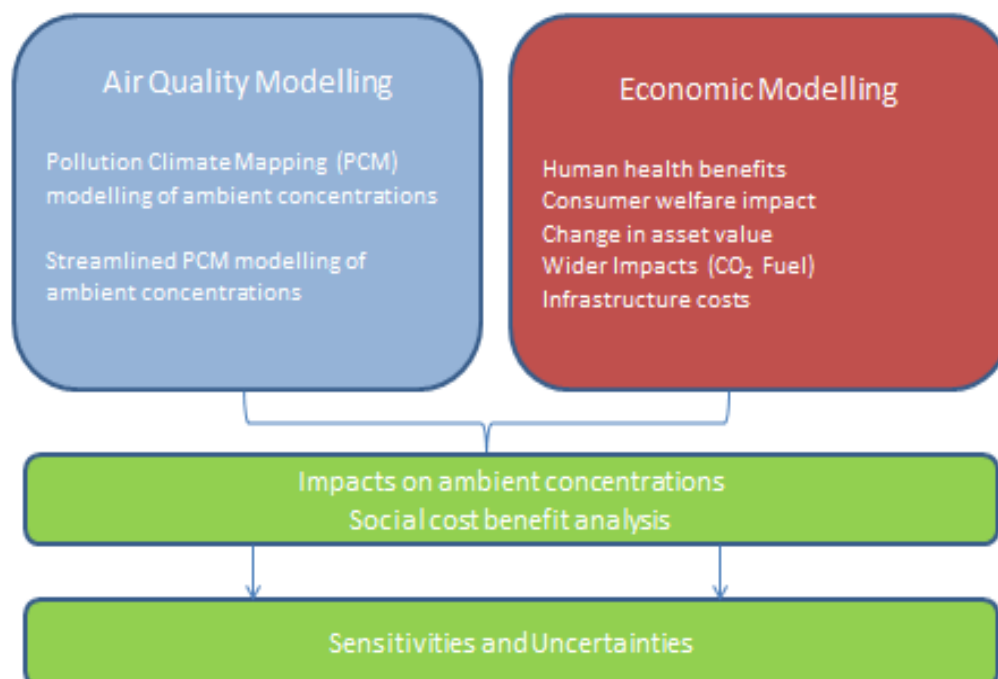 Air Quality Modelling
Pollution Climate Mapping (PCM)
modelling of ambient concentrations
Streamlined PCM modelling of
ambient concentrations
Economic Modelling
Human health benefits
Consumer welfare impact
Change in asset value
Wider Impacts (CO₂ Fuel)
Infrastructure costs
Impacts on ambient concentrations
Social cost benefit analysis
Sensitivities and Uncertainties